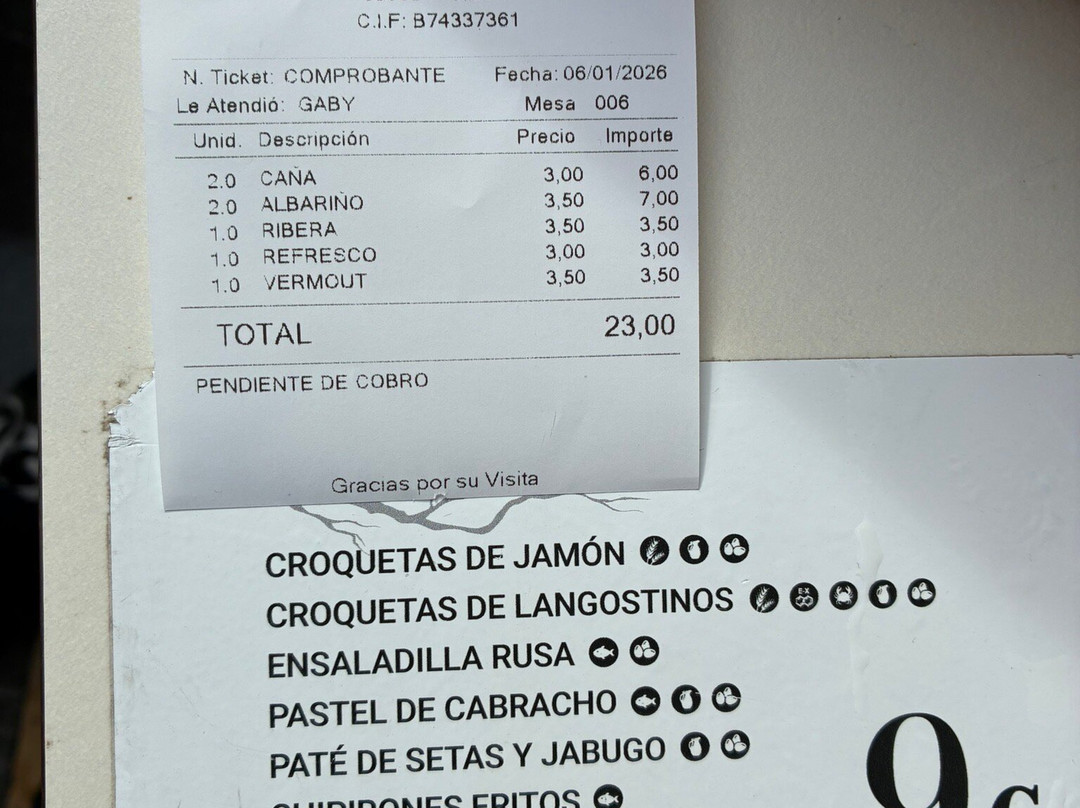 C.I.F: B74337361
N. Ticket: COMPROBANTE Fecha: 06/01/2026
Le Atendió: GABY Mesa 006
Unid. Descripción Precio Importe
2.0 CAÑA 3,00 6,00
2.0 ALBARIÑO 3,50 7,00
1.0 RIBERA 3,50 3,50
1.0 REFRESCO 3,00 3,00
1.0 VERMOUT 3,50 3,50
TOTAL 23,00
PENDIENTE DE COBRO
Gracias por su Visita
CROQUETAS DE JAMÓN
CROQUETAS DE LANGOSTINOS
ENSALADILLA RUSA
PASTEL DE CABRACHO
PATÉ DE SETAS Y JABUGO
CHIPIRONES FRITOS